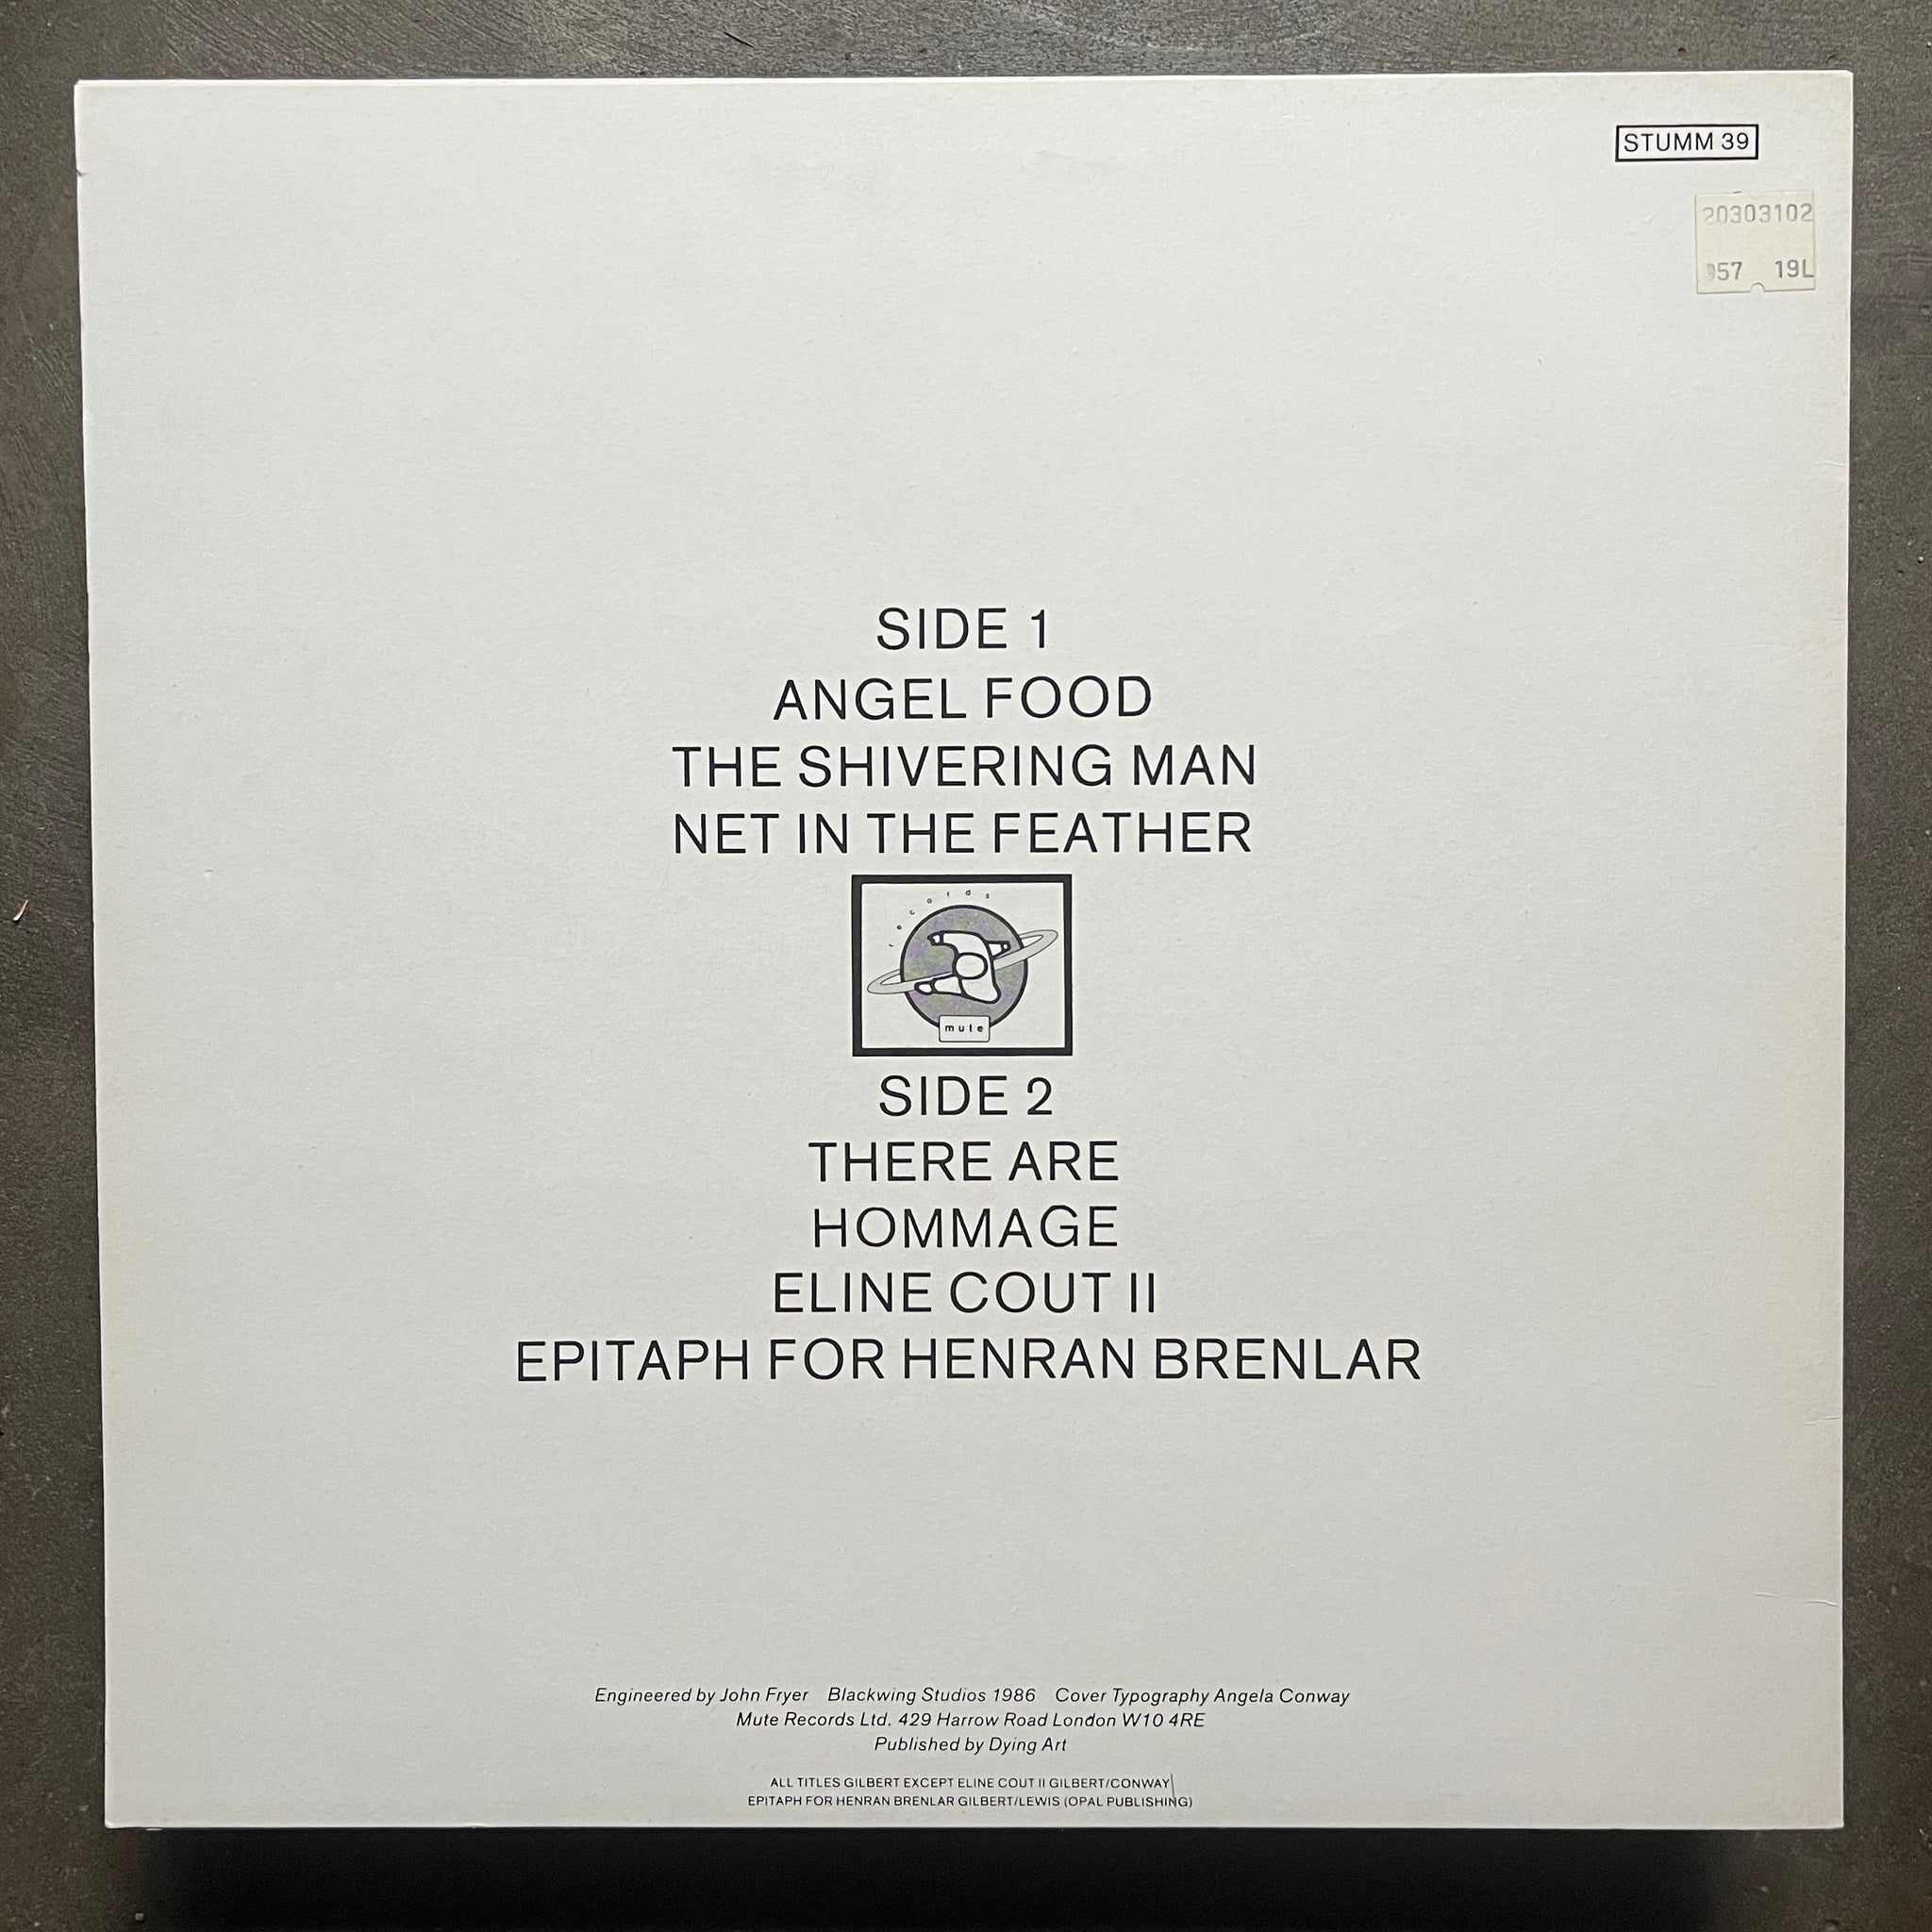 STUMM 39
20303102
57 19L
SIDE 1
ANGEL FOOD
THE SHIVERING MAN
NET IN THE FEATHER
records
mute
SIDE 2
THERE ARE
HOMMAGE
ELINE COUT II
EPITAPH FOR HENRAN BRENLAR
Engineered by John Fryer Blackwing Studios 1986 Cover Typography Angela Conway
Mute Records Ltd. 429 Harrow Road London W10 4RE
Published by Dying Art
ALL TITLES GILBERT EXCEPT ELINE COUT II GILBERT/CONWAY
EPITAPH FOR HENRAN BRENLAR GILBERT/LEWIS (OPAL PUBLISHING)